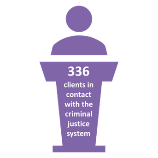 336
clients in
contact
with the
criminal
justice
system